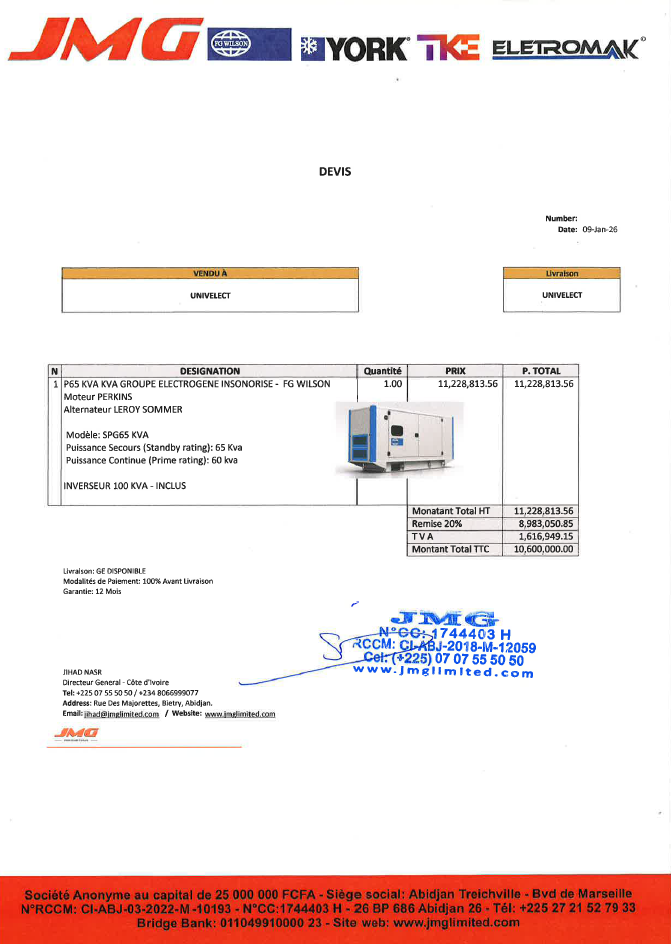 JMG FG WILSON YORK TKE ELETROMAK
DEVIS
Number:
Date: 09-Jan-26
VENDU À
UNIVELECT
Livraison
UNIVELECT
N DESIGNATION Quantité PRIX P. TOTAL
1 P65 KVA KVA GROUPE ELECTROGENE INSONORISE - FG WILSON 1.00 11,228,813.56 11,228,813.56
Moteur PERKINS
Alternateur LEROY SOMMER
Modèle: SPG65 KVA
Puissance Secours (Standby rating): 65 Kva
Puissance Continue (Prime rating): 60 kva
INVERSEUR 100 KVA - INCLUS
Monatant Total HT 11,228,813.56
Remise 20% 8,983,050.85
T V A 1,616,949.15
Montant Total TTC 10,600,000.00
Livraison: GE DISPONIBLE
Modalités de Paiement: 100% Avant Livraison
Garantie: 12 Mois
JMG
N°CC: 1744403 H
RCCM: CI-ABJ-2018-M-12059
Cel: (+225) 07 07 55 50 50
www.jmglimited.com
JIHAD NASR
Directeur General - Côte d'Ivoire
Tel: +225 07 55 50 50 / +234 8066999077
Address: Rue Des Majorettes, Bietry, Abidjan.
Email: jihad@jmglimited.com / Website: www.jmglimited.com
JMG
Société Anonyme au capital de 25 000 000 FCFA - Siège social: Abidjan Treichville - Bvd de Marseille
N°RCCM: CI-ABJ-03-2022-M-10193 - N°CC:1744403 H - 26 BP 686 Abidjan 26 - Tél: +225 27 21 52 79 33
Bridge Bank: 011049910000 23 - Site web: www.jmglimited.com